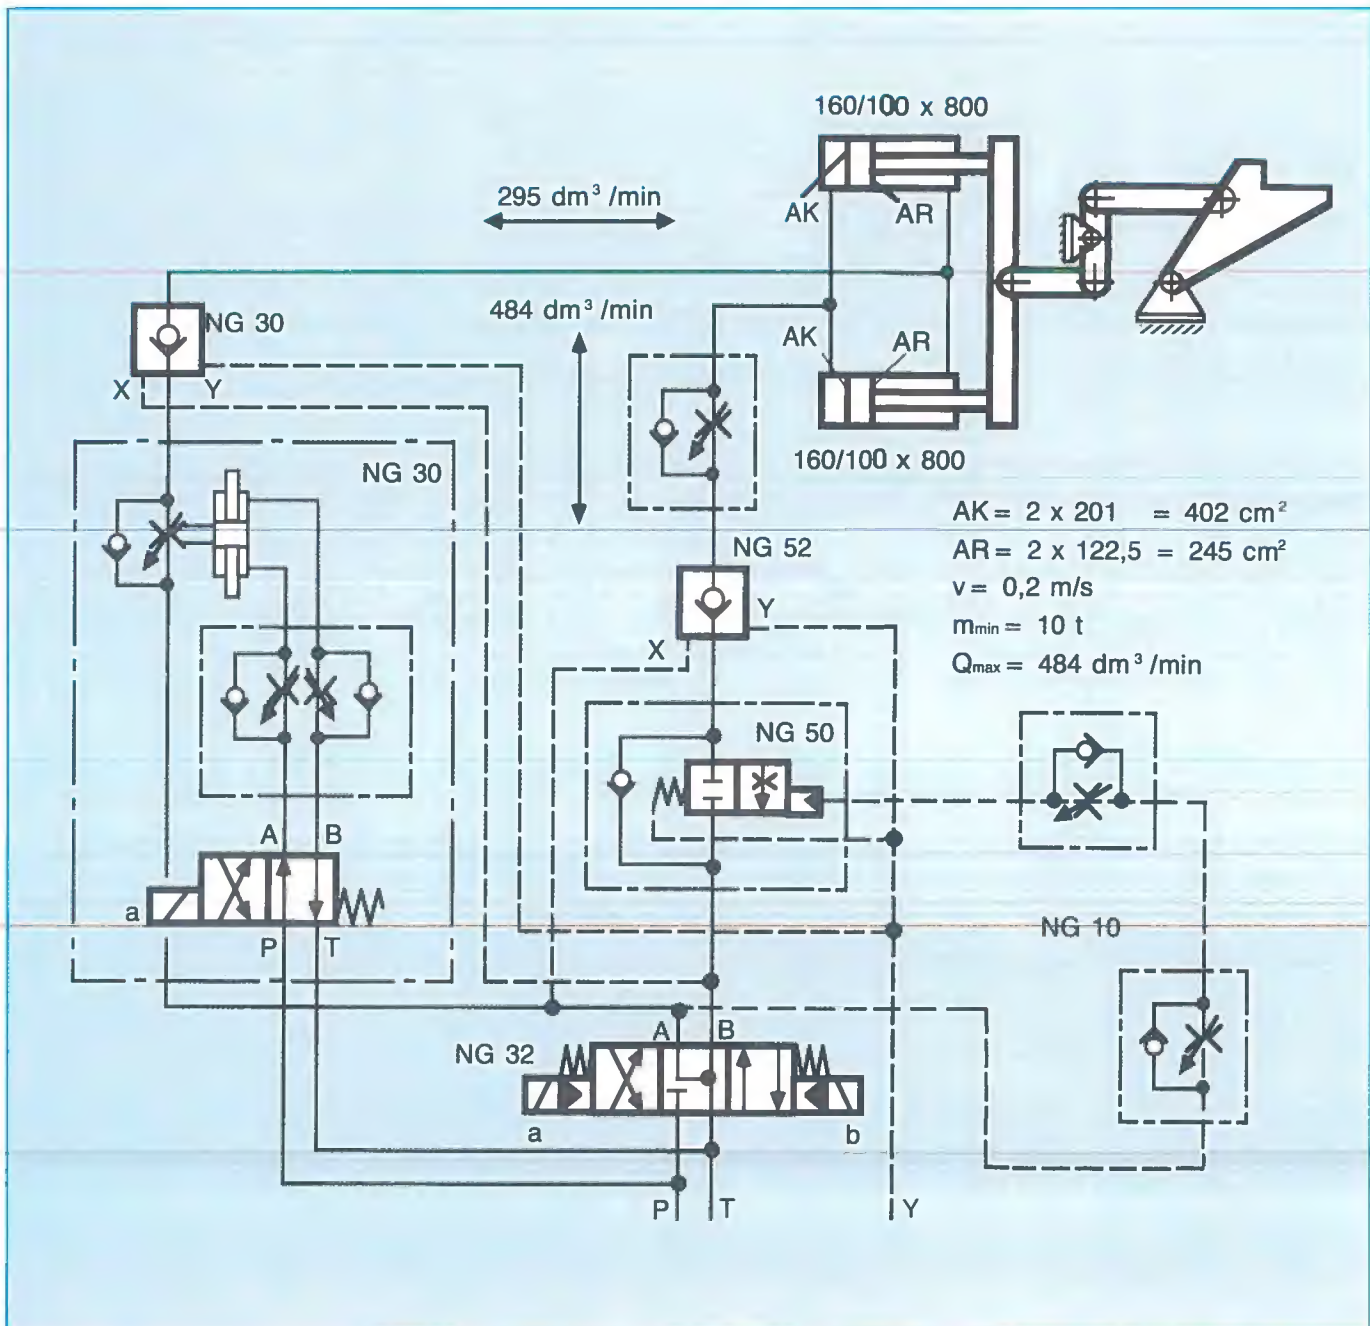 160/100 x 800
295 dm³ /min
AK
AR
484 dm³ /min
NG 30
AK
AR
X
Y
NG 30
160/100 x 800
AK = 2 x 201 = 402 cm²
AR = 2 x 122,5 = 245 cm²
v = 0,2 m/s
mmin = 10 t
Qmax = 484 dm³ /min
NG 52
Y
X
NG 50
A B
a
P T
NG 10
A B
NG 32
a b
P T Y